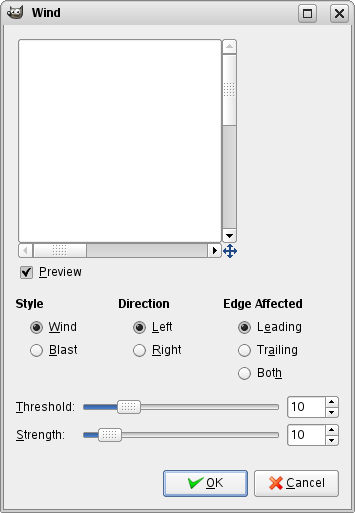 Wind
Preview
Style Direction Edge Affected
Wind Left Leading
Blast Right Trailing
Both
Threshold: 10
Strength: 10
OK Cancel